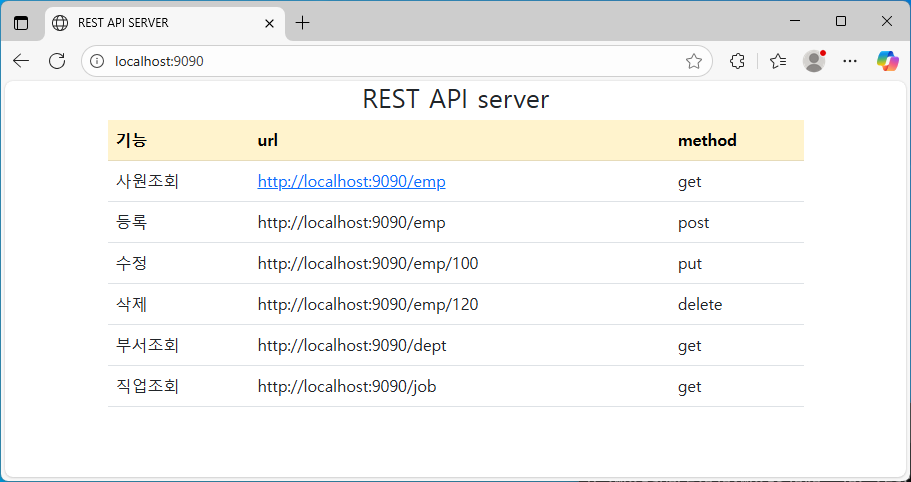 REST API SERVER
localhost:9090
REST API server
기능 url method
사원조회 http://localhost:9090/emp get
등록 http://localhost:9090/emp post
수정 http://localhost:9090/emp/100 put
삭제 http://localhost:9090/emp/120 delete
부서조회 http://localhost:9090/dept get
직업조회 http://localhost:9090/job get